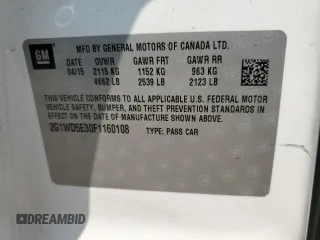 GM
MFD BY GENERAL MOTORS OF CANADA LTD.
DATE GVWR GAWR FRT GAWR RR
04/15 2115 KG 1152 KG 963 KG
4662 LB 2539 LB 2123 LB
THIS VEHICLE CONFORMS TO ALL APPLICABLE U.S. FEDERAL MOTOR VEHICLE
SAFETY, BUMPER, AND THEFT PREVENTION STANDARDS IN
EFFECT ON THE DATE OF MANUFACTURE SHOWN ABOVE.
2G1WD5E30F1160108 TYPE: PASS CAR
DREAMBID